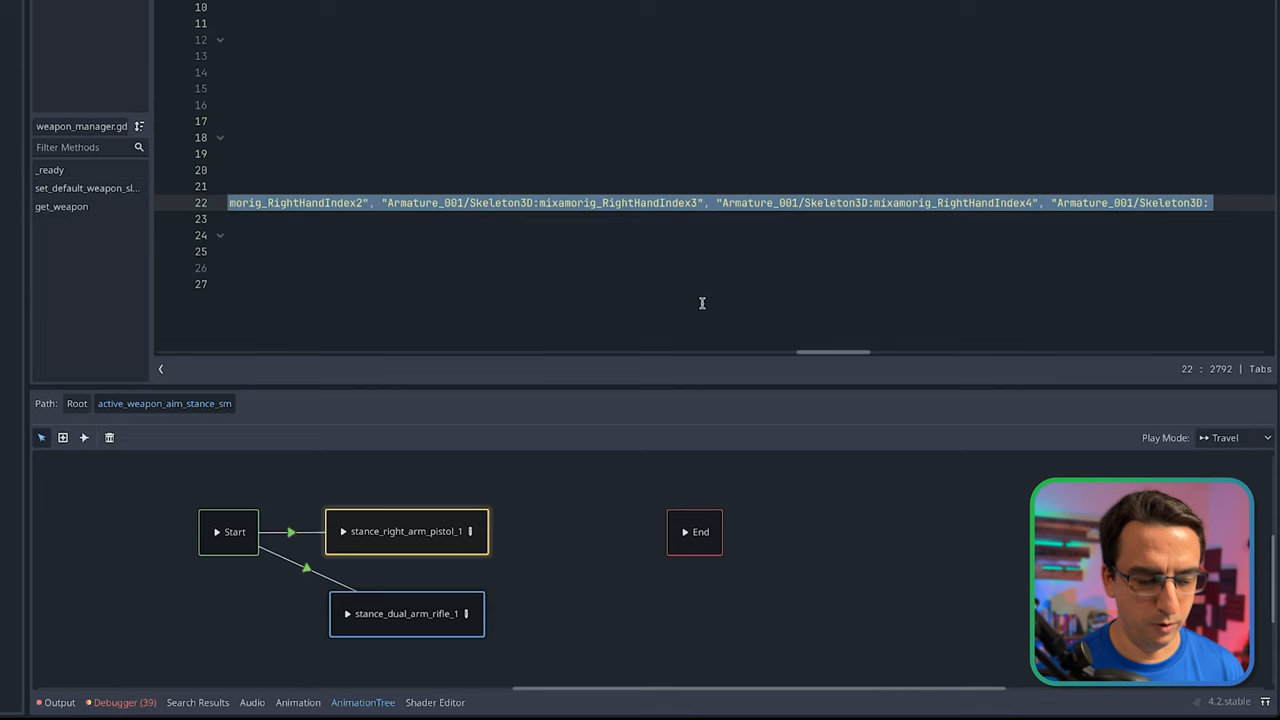 10
11
12
13
14
15
16
weapon_manager.gd 17
Filter Methods 18
19
_ready 20
set_default_weapon_sl... 21
get_weapon 22 morig_RightHandIndex2", "Armature_001/Skeleton3D:mixamorig_RightHandIndex3", "Armature_001/Skeleton3D:mixamorig_RightHandIndex4", "Armature_001/Skeleton3D:
23
24
25
26
27
22 : 2792 | Tabs
Path: Root active_weapon_aim_stance_sm
Play Mode: Travel
Start stance_right_arm_pistol_1 End
stance_dual_arm_rifle_1
Output Debugger (39) Search Results Audio Animation AnimationTree Shader Editor 4.2.stable